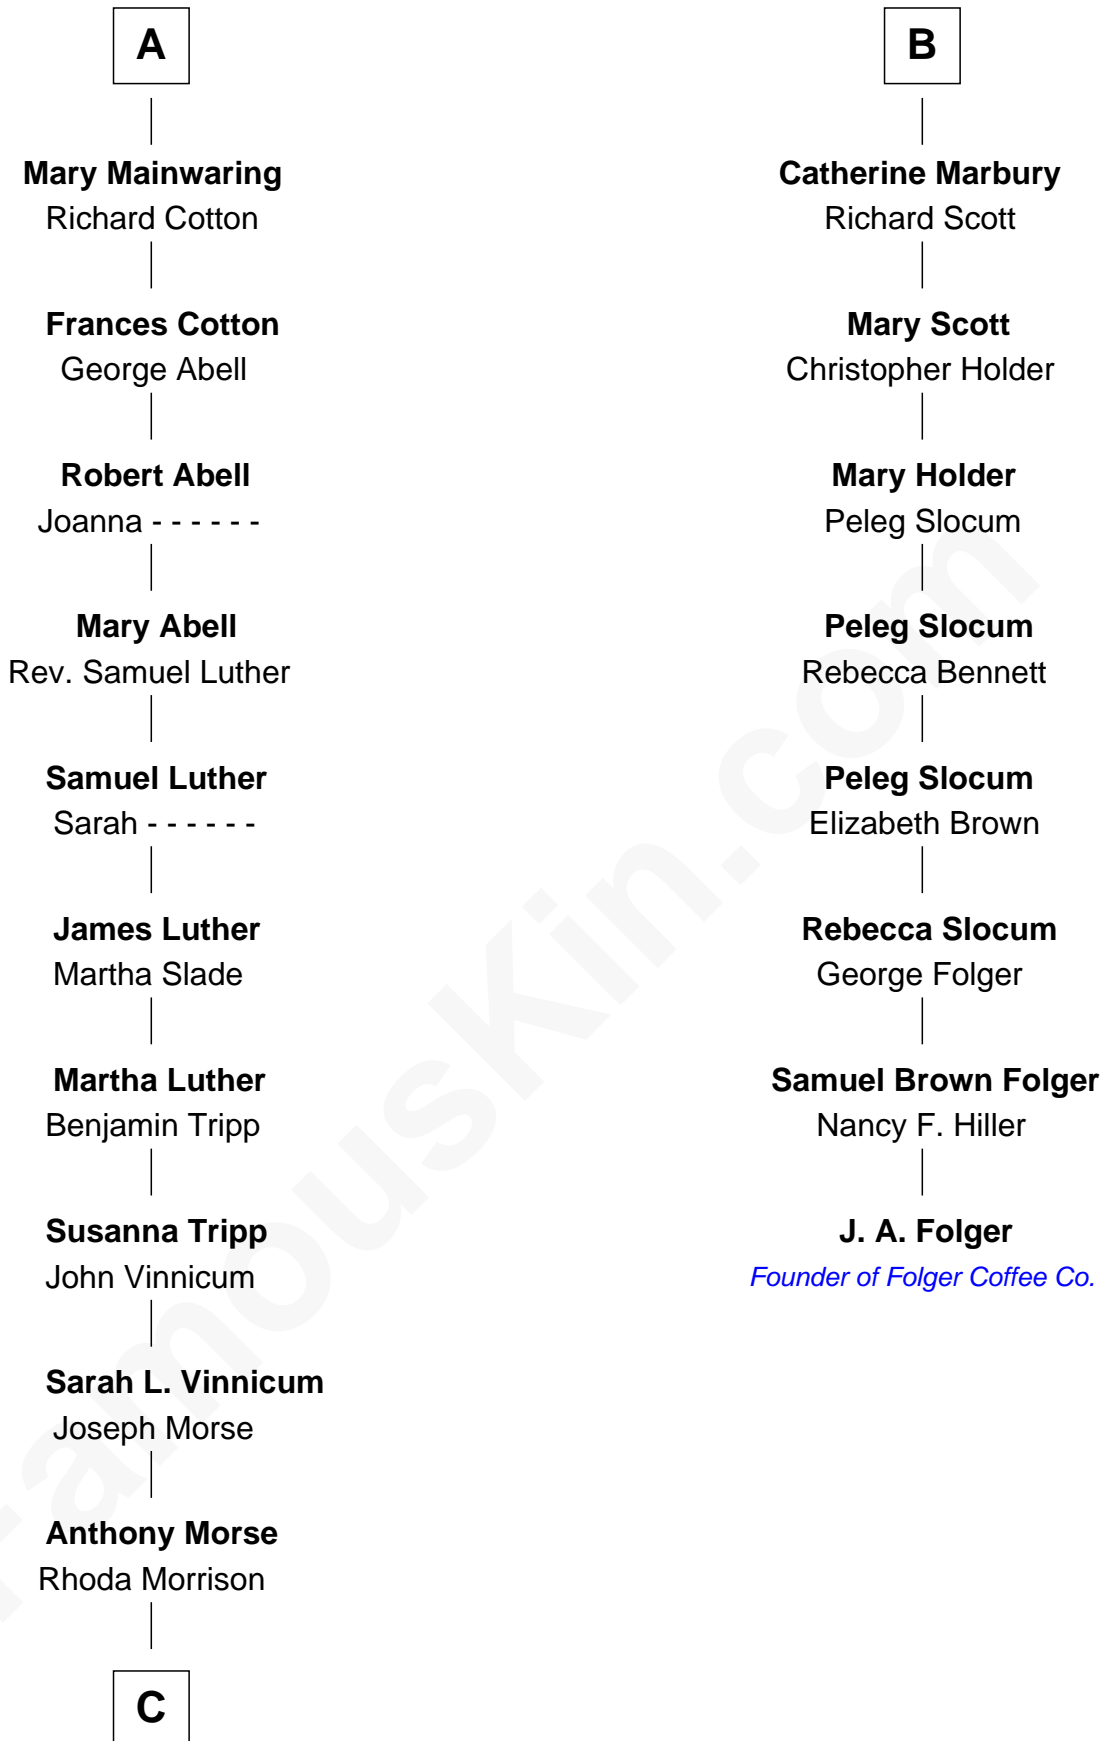 A
Mary Mainwaring
Richard Cotton
Frances Cotton
George Abell
Robert Abell
Joanna - - - - - -
Mary Abell
Rev. Samuel Luther
Samuel Luther
Sarah - - - - - -
James Luther
Martha Slade
Martha Luther
Benjamin Tripp
Susanna Tripp
John Vinnicum
Sarah L. Vinnicum
Joseph Morse
Anthony Morse
Rhoda Morrison
C
B
Catherine Marbury
Richard Scott
Mary Scott
Christopher Holder
Mary Holder
Peleg Slocum
Peleg Slocum
Rebecca Bennett
Peleg Slocum
Elizabeth Brown
Rebecca Slocum
George Folger
Samuel Brown Folger
Nancy F. Hiller
J. A. Folger
Founder of Folger Coffee Co.
FamousKin.com